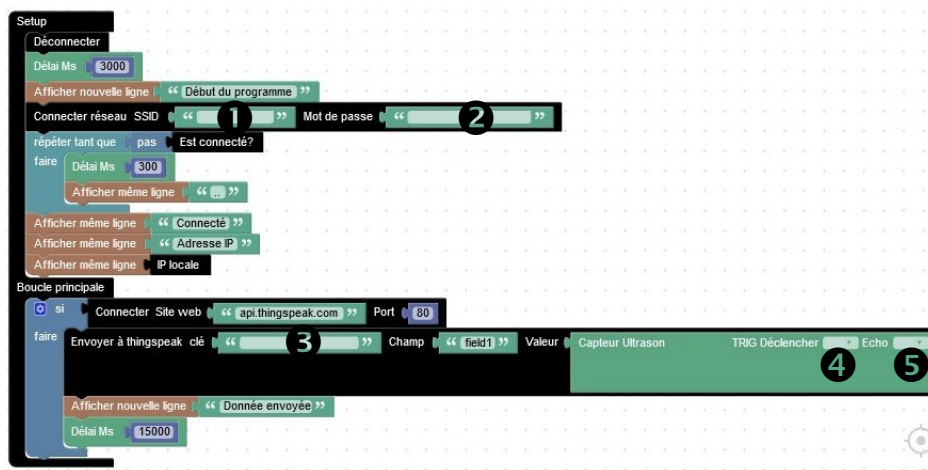 Setup
Déconnecter
Délai Ms 3000
Afficher nouvelle ligne “ Début du programme ”
Connecter réseau SSID “ 1 ” Mot de passe “ 2 ”
répéter tant que pas Est connecté?
faire Délai Ms 300
Afficher même ligne “ .. ”
Afficher même ligne “ Connecté ”
Afficher même ligne “ Adresse IP ”
Afficher même ligne IP locale
Boucle principale
si Connecter Site web “ api.thingspeak.com ” Port 80
faire Envoyer à thingspeak clé “ 3 ” Champ “ field1 ” Valeur Capteur Ultrason TRIG Déclencher 4 Echo 5
Afficher nouvelle ligne “ Donnée envoyée ”
Délai Ms 15000